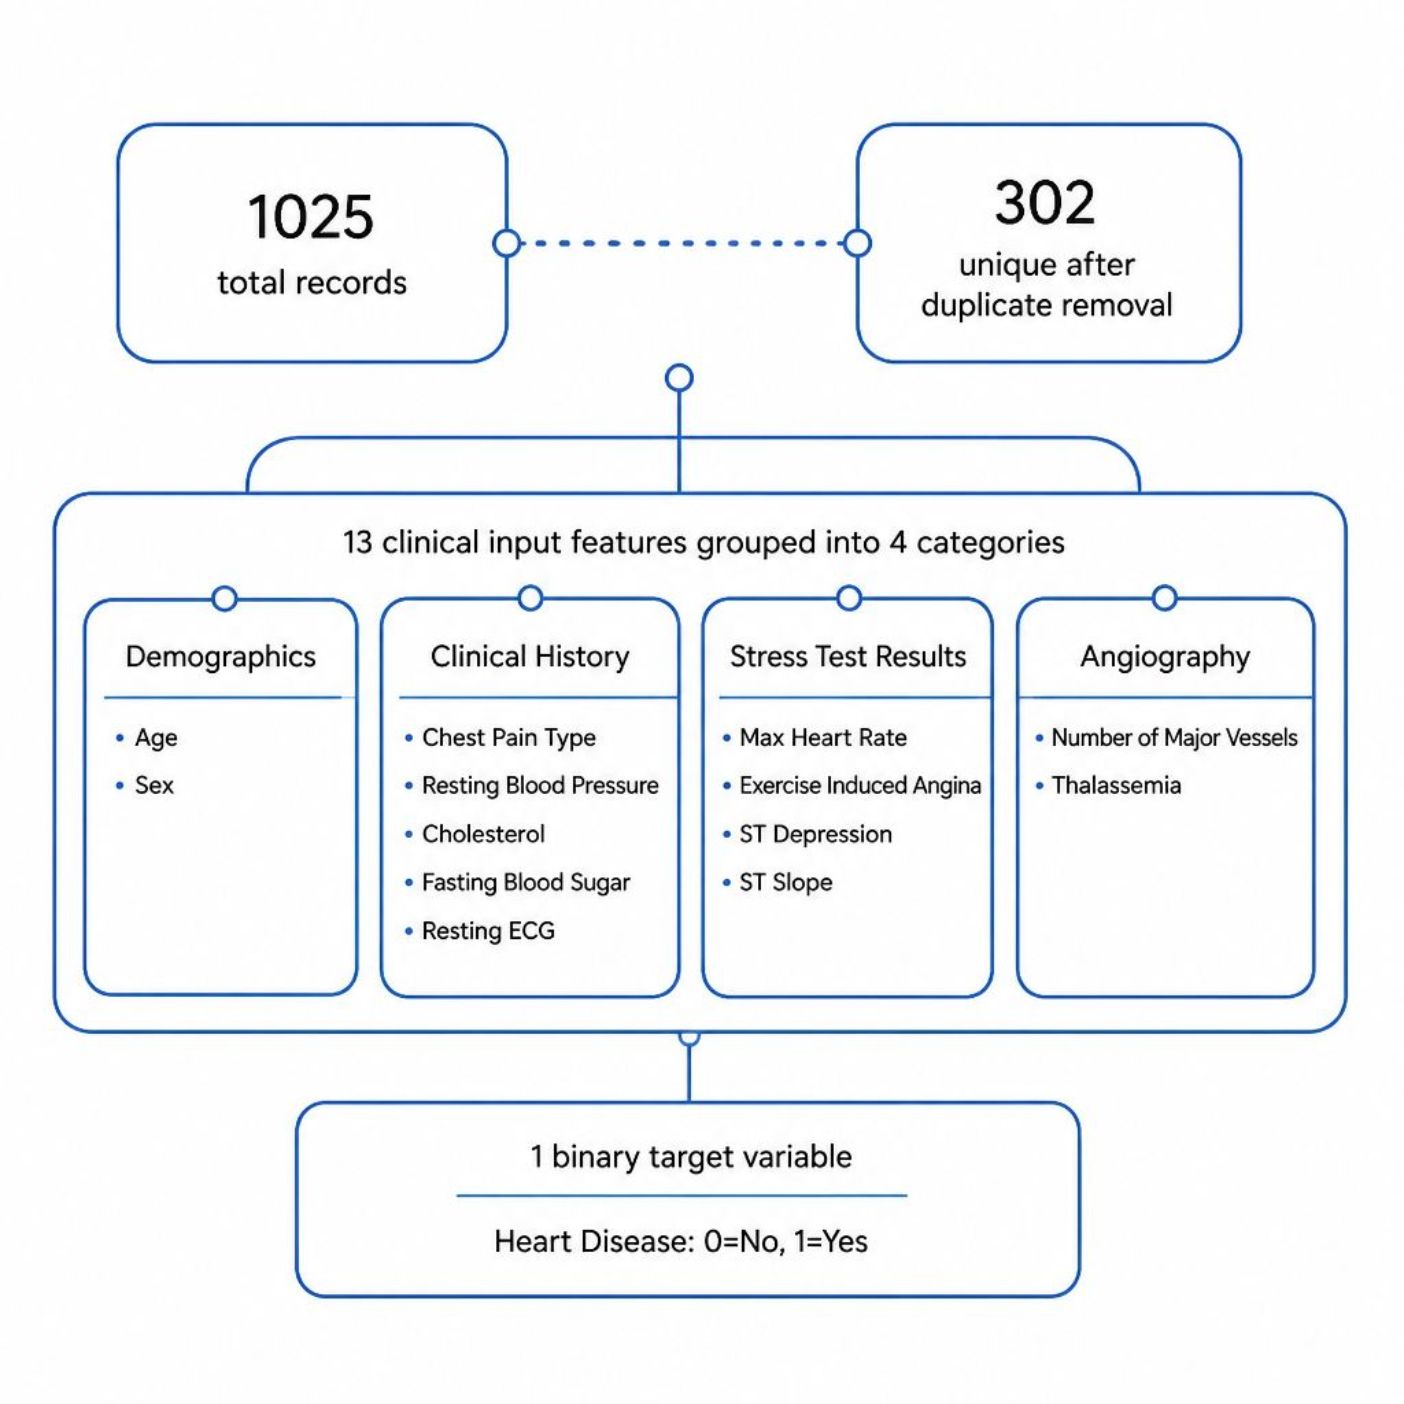 1025
total records
302
unique after
duplicate removal
13 clinical input features grouped into 4 categories
Demographics
• Age
• Sex
Clinical History
• Chest Pain Type
• Resting Blood Pressure
• Cholesterol
• Fasting Blood Sugar
• Resting ECG
Stress Test Results
• Max Heart Rate
• Exercise Induced Angina
• ST Depression
• ST Slope
Angiography
• Number of Major Vessels
• Thalassemia
1 binary target variable
Heart Disease: 0=No, 1=Yes